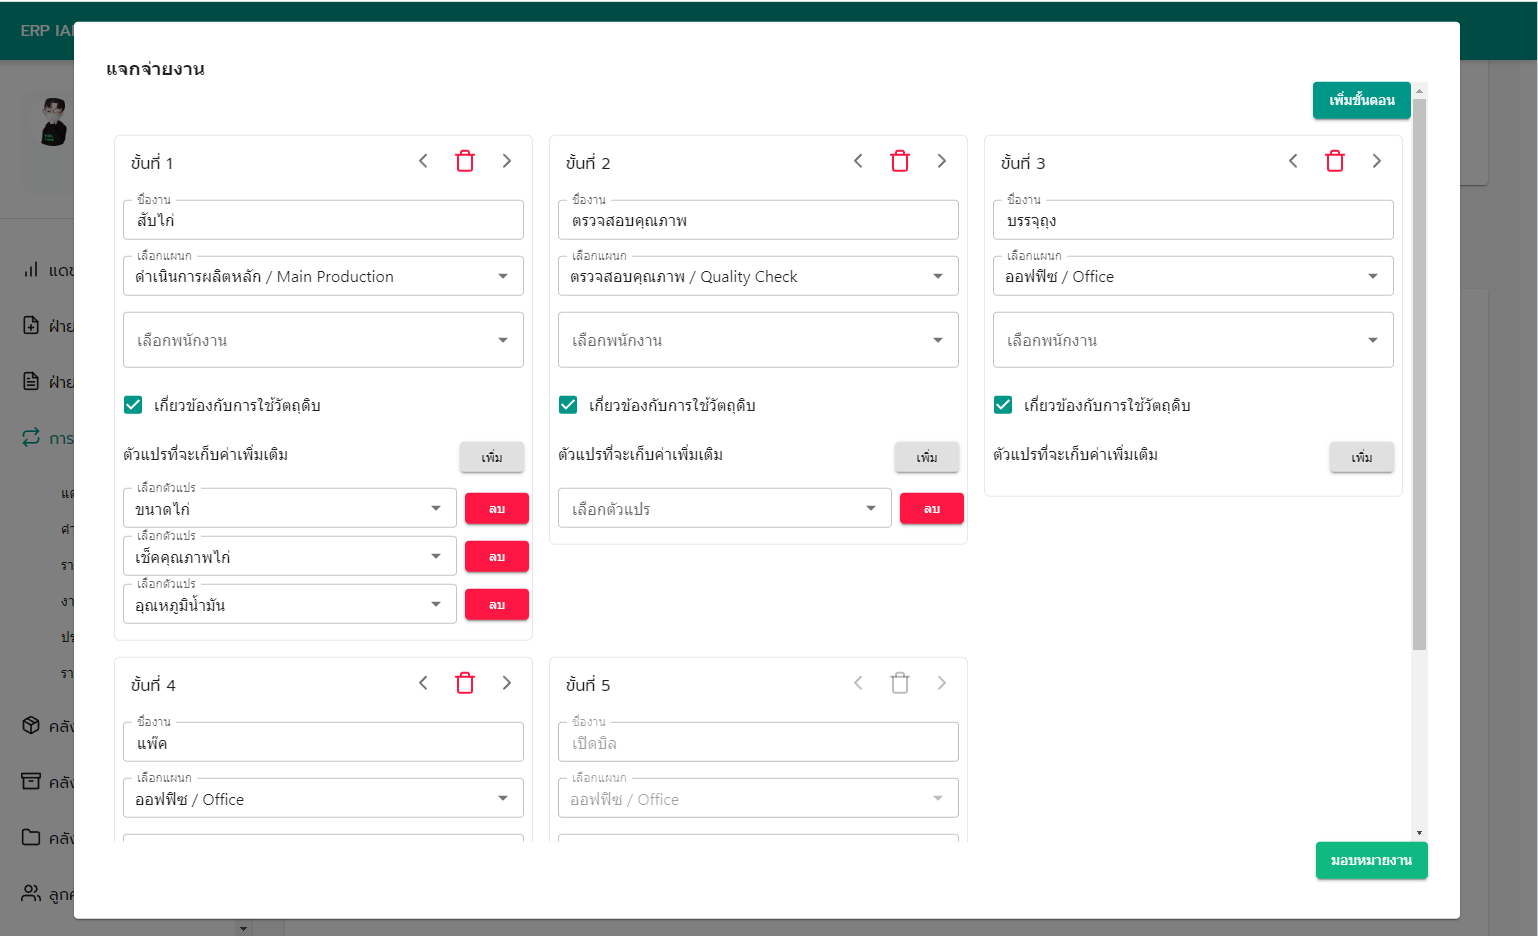 ERP IA
แจกจ่ายงาน
เพิ่มขั้นตอน
ขั้นที่ 1
ชื่องาน
สับไก่
เลือกแผนก
ดำเนินการผลิตหลัก / Main Production
เลือกพนักงาน
เกี่ยวข้องกับการใช้วัตถุดิบ
ตัวแปรที่จะเก็บค่าเพิ่มเติม
เพิ่ม
เลือกตัวแปร
ขนาดไก่
ลบ
เลือกตัวแปร
เช็คคุณภาพไก่
ลบ
เลือกตัวแปร
อุณหภูมิน้ำมัน
ลบ
ขั้นที่ 2
ชื่องาน
ตรวจสอบคุณภาพ
เลือกแผนก
ตรวจสอบคุณภาพ / Quality Check
เลือกพนักงาน
เกี่ยวข้องกับการใช้วัตถุดิบ
ตัวแปรที่จะเก็บค่าเพิ่มเติม
เพิ่ม
เลือกตัวแปร
ลบ
ขั้นที่ 3
ชื่องาน
บรรจุถุง
เลือกแผนก
ออฟฟิซ / Office
เลือกพนักงาน
เกี่ยวข้องกับการใช้วัตถุดิบ
ตัวแปรที่จะเก็บค่าเพิ่มเติม
เพิ่ม
ขั้นที่ 4
ชื่องาน
แพ๊ค
เลือกแผนก
ออฟฟิซ / Office
ขั้นที่ 5
ชื่องาน
เปิดบิล
เลือกแผนก
ออฟฟิซ / Office
มอบหมายงาน
ฝ่าย
ฝ่าย
การ
คลัง
คลัง
คลัง